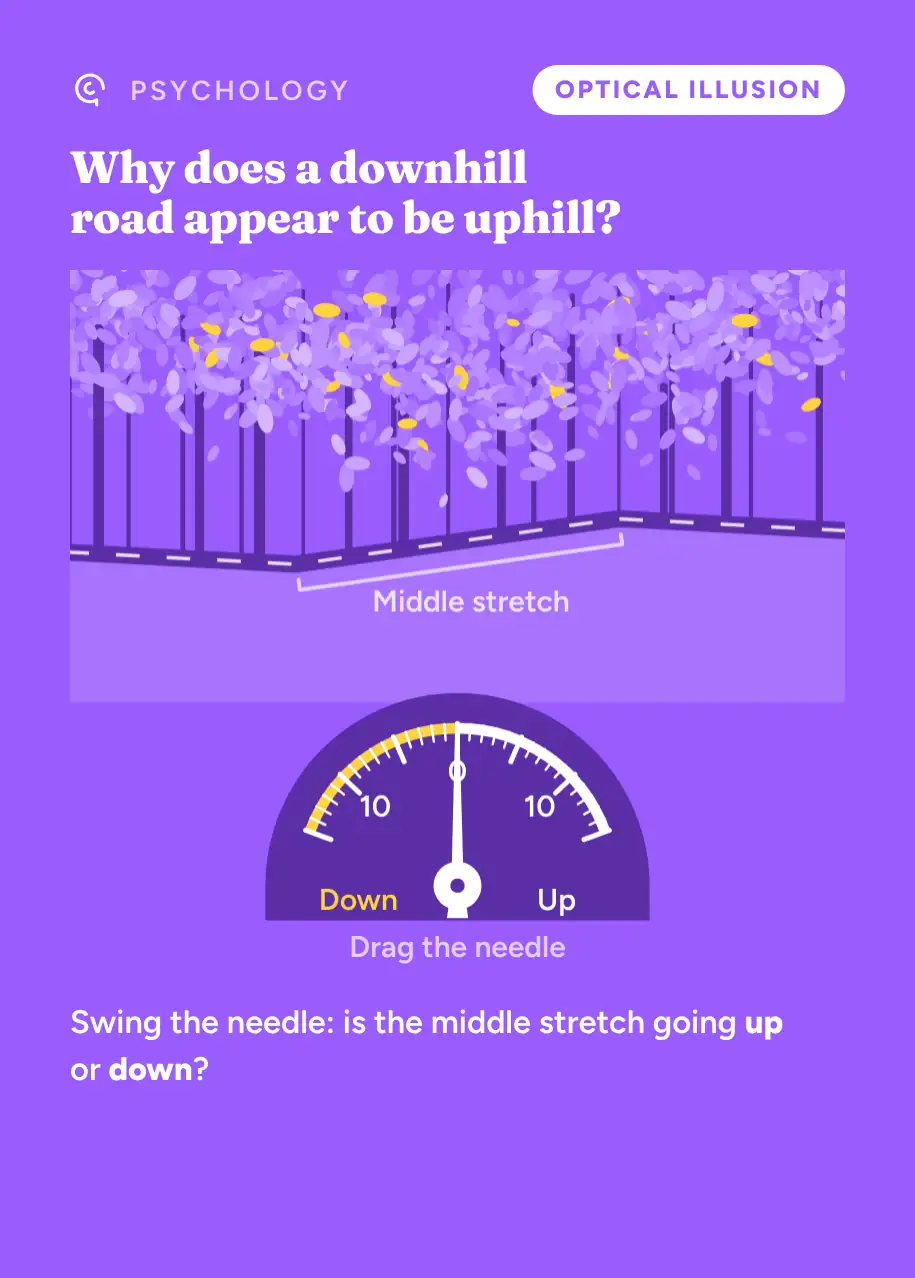 PSYCHOLOGY
OPTICAL ILLUSION
Why does a downhill
road appear to be uphill?
Middle stretch
0
10
10
Down
Up
Drag the needle
Swing the needle: is the middle stretch going up
or down?